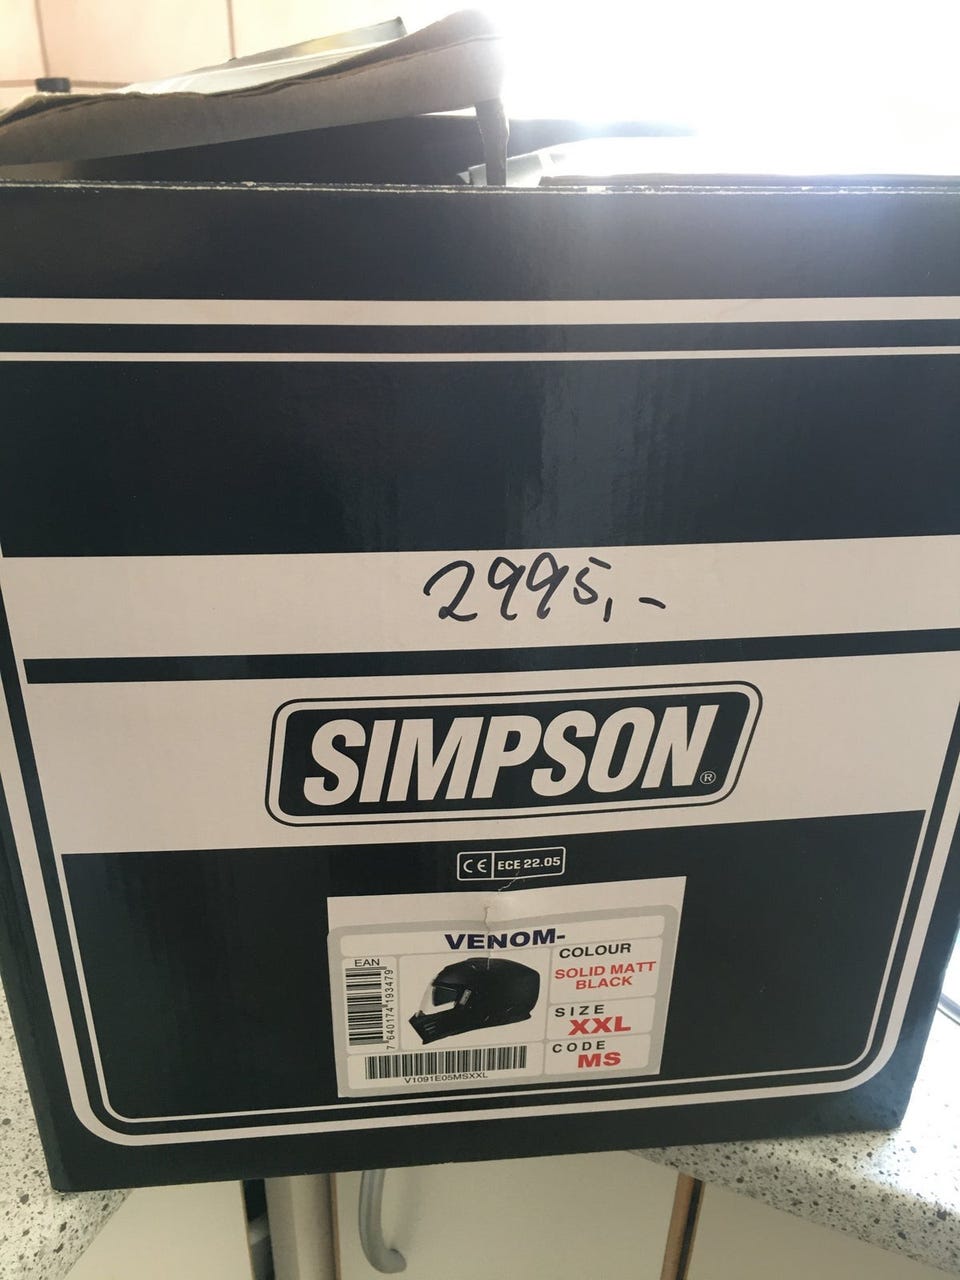 2995,-
SIMPSON®
CE ECE 22.05
VENOM-
EAN
7640174193479
COLOUR
SOLID MATT
BLACK
SIZE
XXL
CODE
MS
V1091E05MSXXL